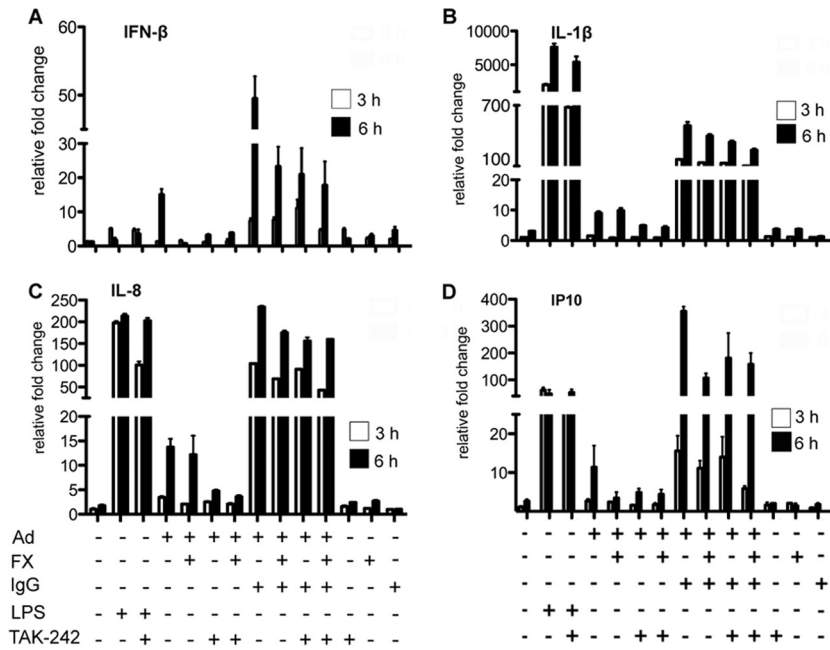 A
IFN-β
relative fold change
60
50
30
20
10
0
3 h
6 h
B
IL-1β
relative fold change
10000
5000
700
100
20
10
0
3 h
6 h
C
IL-8
relative fold change
250
200
150
100
50
20
15
10
5
0
3 h
6 h
D
IP10
relative fold change
400
300
200
100
20
10
3 h
6 h
Ad - - - + + + + + + + + - - -
FX - - - - + - + - + - + - + -
IgG - - - - - - - + + + + - - +
LPS - + + - - - - - - - - - - -
TAK-242 - - + - - + + - - + + + - -
- - - + + + + + + + + - - -
- - - - + - + - + - + - + -
- - - - - - - + + + + - - +
- + + - - - - - - - - - - -
- - + - - + + - - + + + - -